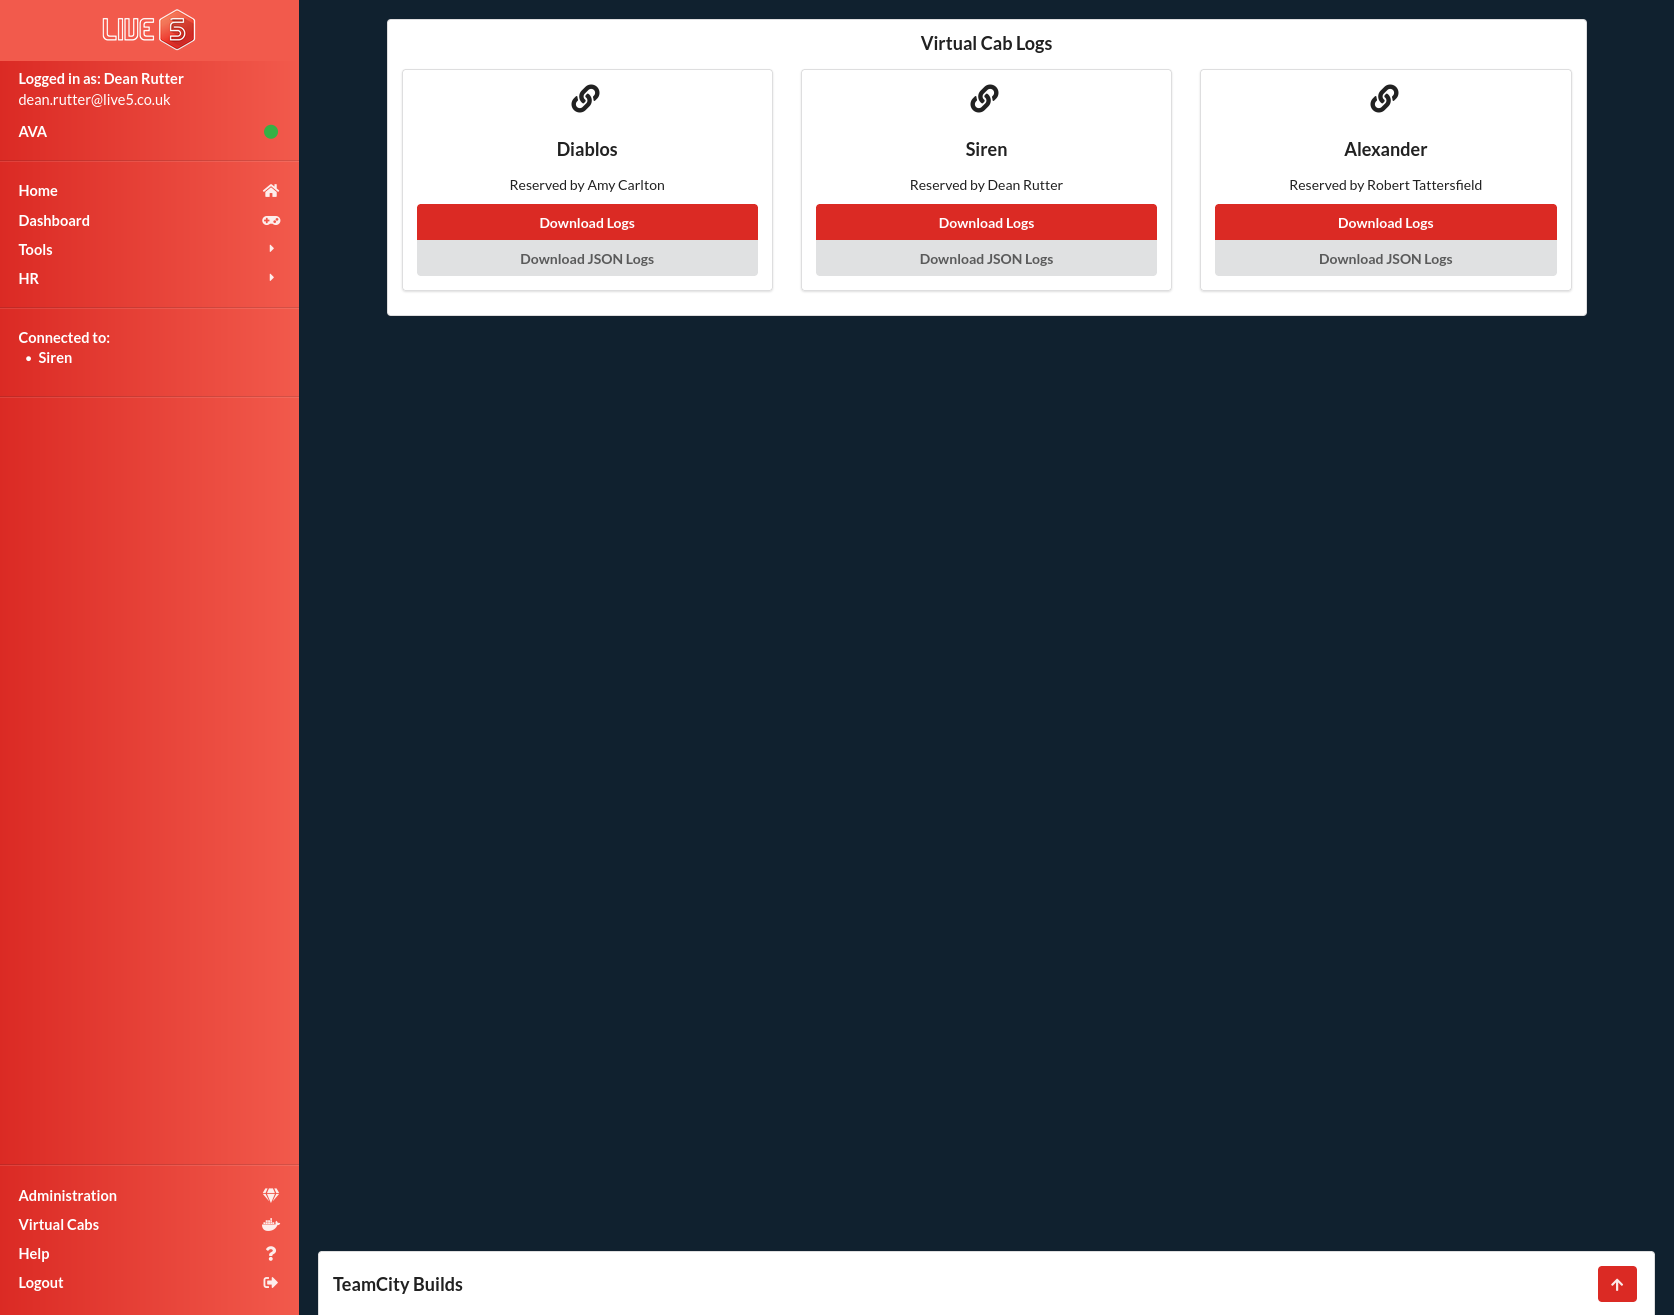 LIVE 5
Logged in as: Dean Rutter
dean.rutter@live5.co.uk
AVA
Home
Dashboard
Tools
HR
Connected to:
• Siren
Administration
Virtual Cabs
Help
Logout
Virtual Cab Logs
Diablos
Reserved by Amy Carlton
Download Logs
Download JSON Logs
Siren
Reserved by Dean Rutter
Download Logs
Download JSON Logs
Alexander
Reserved by Robert Tattersfield
Download Logs
Download JSON Logs
TeamCity Builds